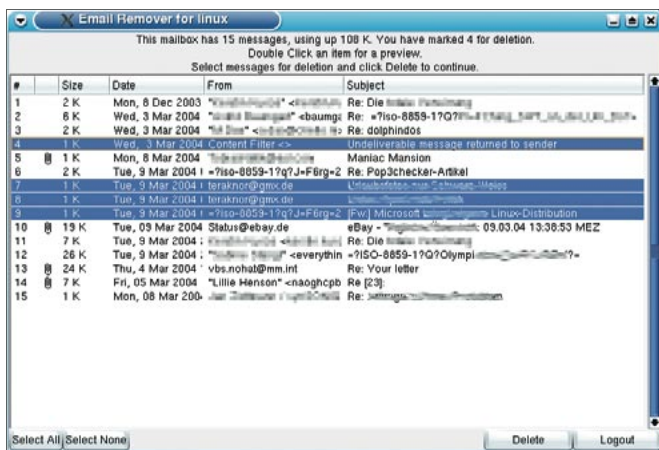 Email Remover for linux
This mailbox has 15 messages, using up 108 K. You have marked 4 for deletion.
Double Click an item for a preview.
Select messages for deletion and click Delete to continue.
# Size Date From Subject
1 2 K Mon, 8 Dec 2003 Re: Die
2 6 K Wed, 3 Mar 2004 <baumga Re: =?iso-8859-1?Q?
3 2 K Wed, 3 Mar 2004 Re: dolphindos
4 1 K Wed, 3 Mar 2004 Content Filter <> Undeliverable message returned to sender
5 1 K Mon, 8 Mar 2004 Maniac Mansion
6 2 K Tue, 9 Mar 2004 =?iso-8859-1?q?J=F6rg=2 Re: Pop3checker-Artikel
7 1 K Tue, 9 Mar 2004 teraknor@gmx.de
8 1 K Tue, 9 Mar 2004 teraknor@gmx.de
9 1 K Tue, 9 Mar 2004 =?iso-8859-1?q?J=F6rg=2 [Fw:] Microsoft Linux-Distribution
10 19 K Tue, 09 Mar 2004 Status@ebay.de eBay - 09.03.04 13:38:53 MEZ
11 7 K Tue, 9 Mar 2004 Re: Die
12 26 K Tue, 9 Mar 2004 <everythin =?ISO-8859-1?Q?Olympi
13 24 K Thu, 4 Mar 2004 vbs.nohat@mm.int Re: Your letter
14 7 K Fri, 05 Mar 2004 "Lillie Henson" <naoghcpb Re [23]:
15 1 K Mon, 08 Mar 200 Re:
Select All Select None Delete Logout